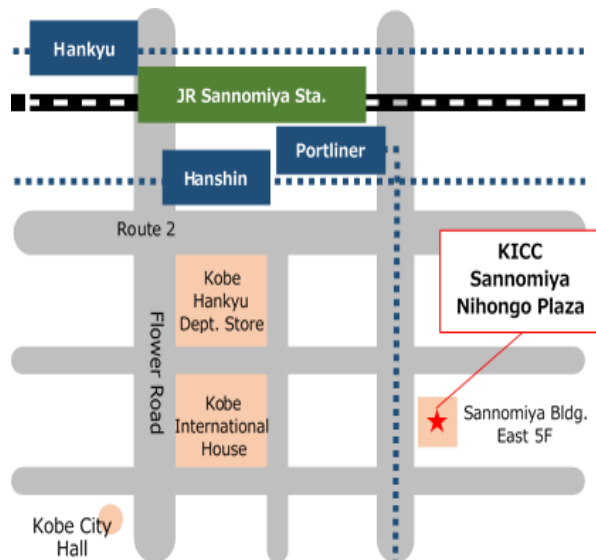 Hankyu
JR Sannomiya Sta.
Portliner
Hanshin
Route 2
KICC
Sannomiya
Nihongo Plaza
Kobe
Hankyu
Dept. Store
Flower Road
Kobe
International
House
Sannomiya Bldg.
East 5F
Kobe City
Hall